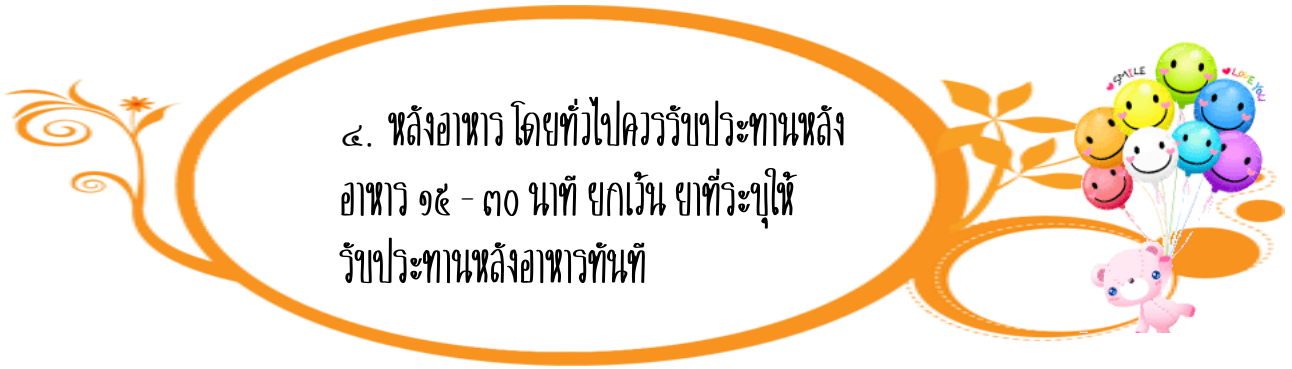 ๔. หลังอาหาร โดยทั่วไปควรรับประทานหลัง
อาหาร ๑๕ - ๓๐ นาที ยกเว้น ยาที่ระบุให้
รับประทานหลังอาหารทันที
SMILE
LOVE YOU